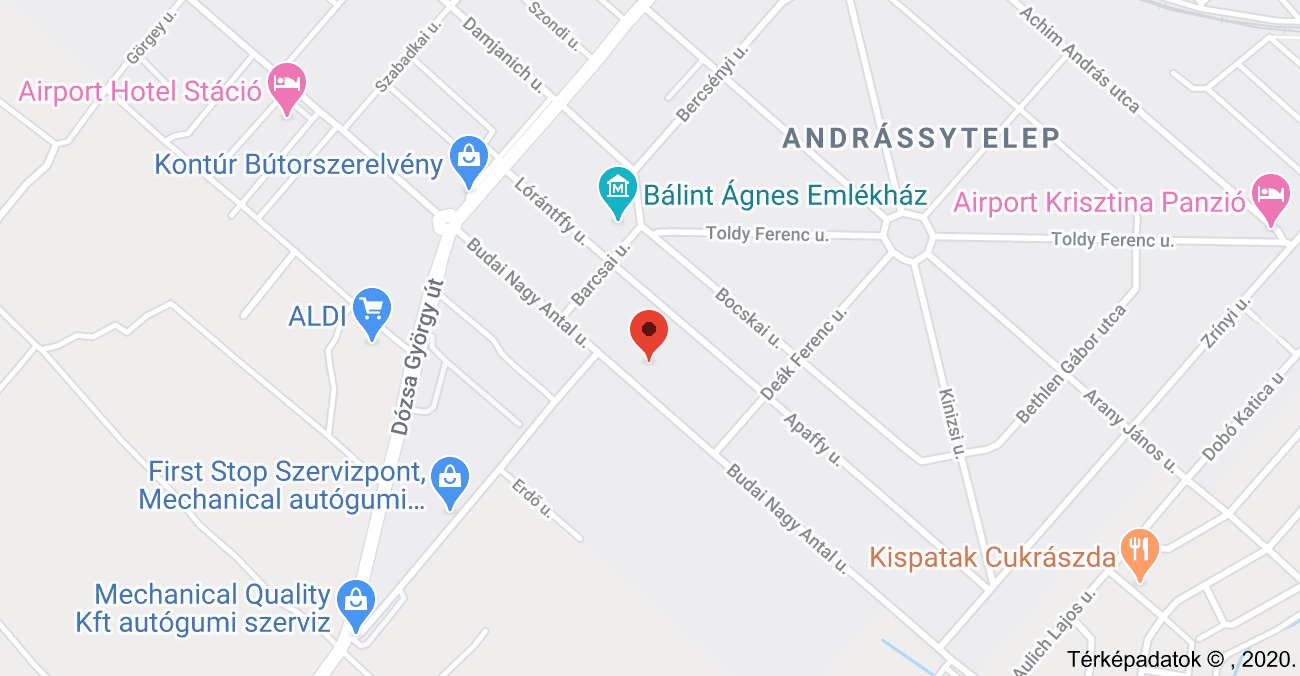 Görgey u.
Szabadkai u.
Damjanich u.
Szondi u.
Achim András utca
Airport Hotel Stáció
Bercsényi u.
ANDRÁSSYTELEP
Kontúr Bútorszerelvény
Lórántffy u.
M
Bálint Ágnes Emlékház
Airport Krisztina Panzió
Toldy Ferenc u.
Toldy Ferenc u.
Budai Nagy Antal u.
Barcsai u.
Bocskai u.
ALDI
Dózsa György út
Deák Ferenc u.
Bethlen Gábor utca
Zrínyi u.
Kinizsi u.
Arany János u.
Dobó Katica u
Apaffy u.
First Stop Szervizpont,
Mechanical autógumi...
Erdő u.
Budai Nagy Antal u.
Kispatak Cukrászda
Mechanical Quality
Kft autógumi szerviz
Aulich Lajos u.
Térképadatok © , 2020.